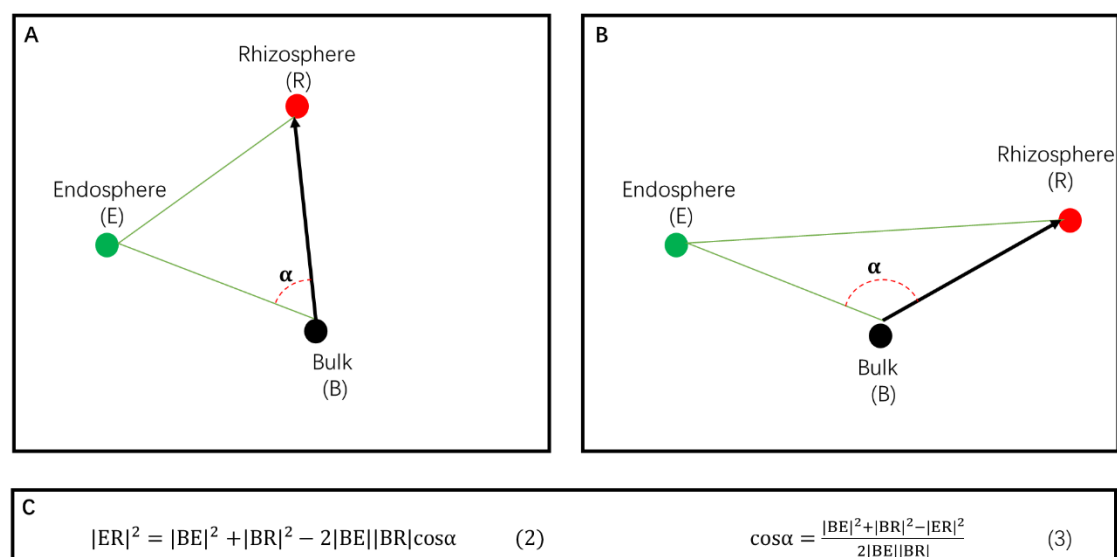 A
Rhizosphere
(R)
Endosphere
(E)
α
Bulk
(B)
B
Rhizosphere
(R)
Endosphere
(E)
α
Bulk
(B)
C
|ER|² = |BE|² +|BR|² − 2|BE||BR|cosα (2)
cosα = |BE|²+|BR|²−|ER|² / 2|BE||BR| (3)